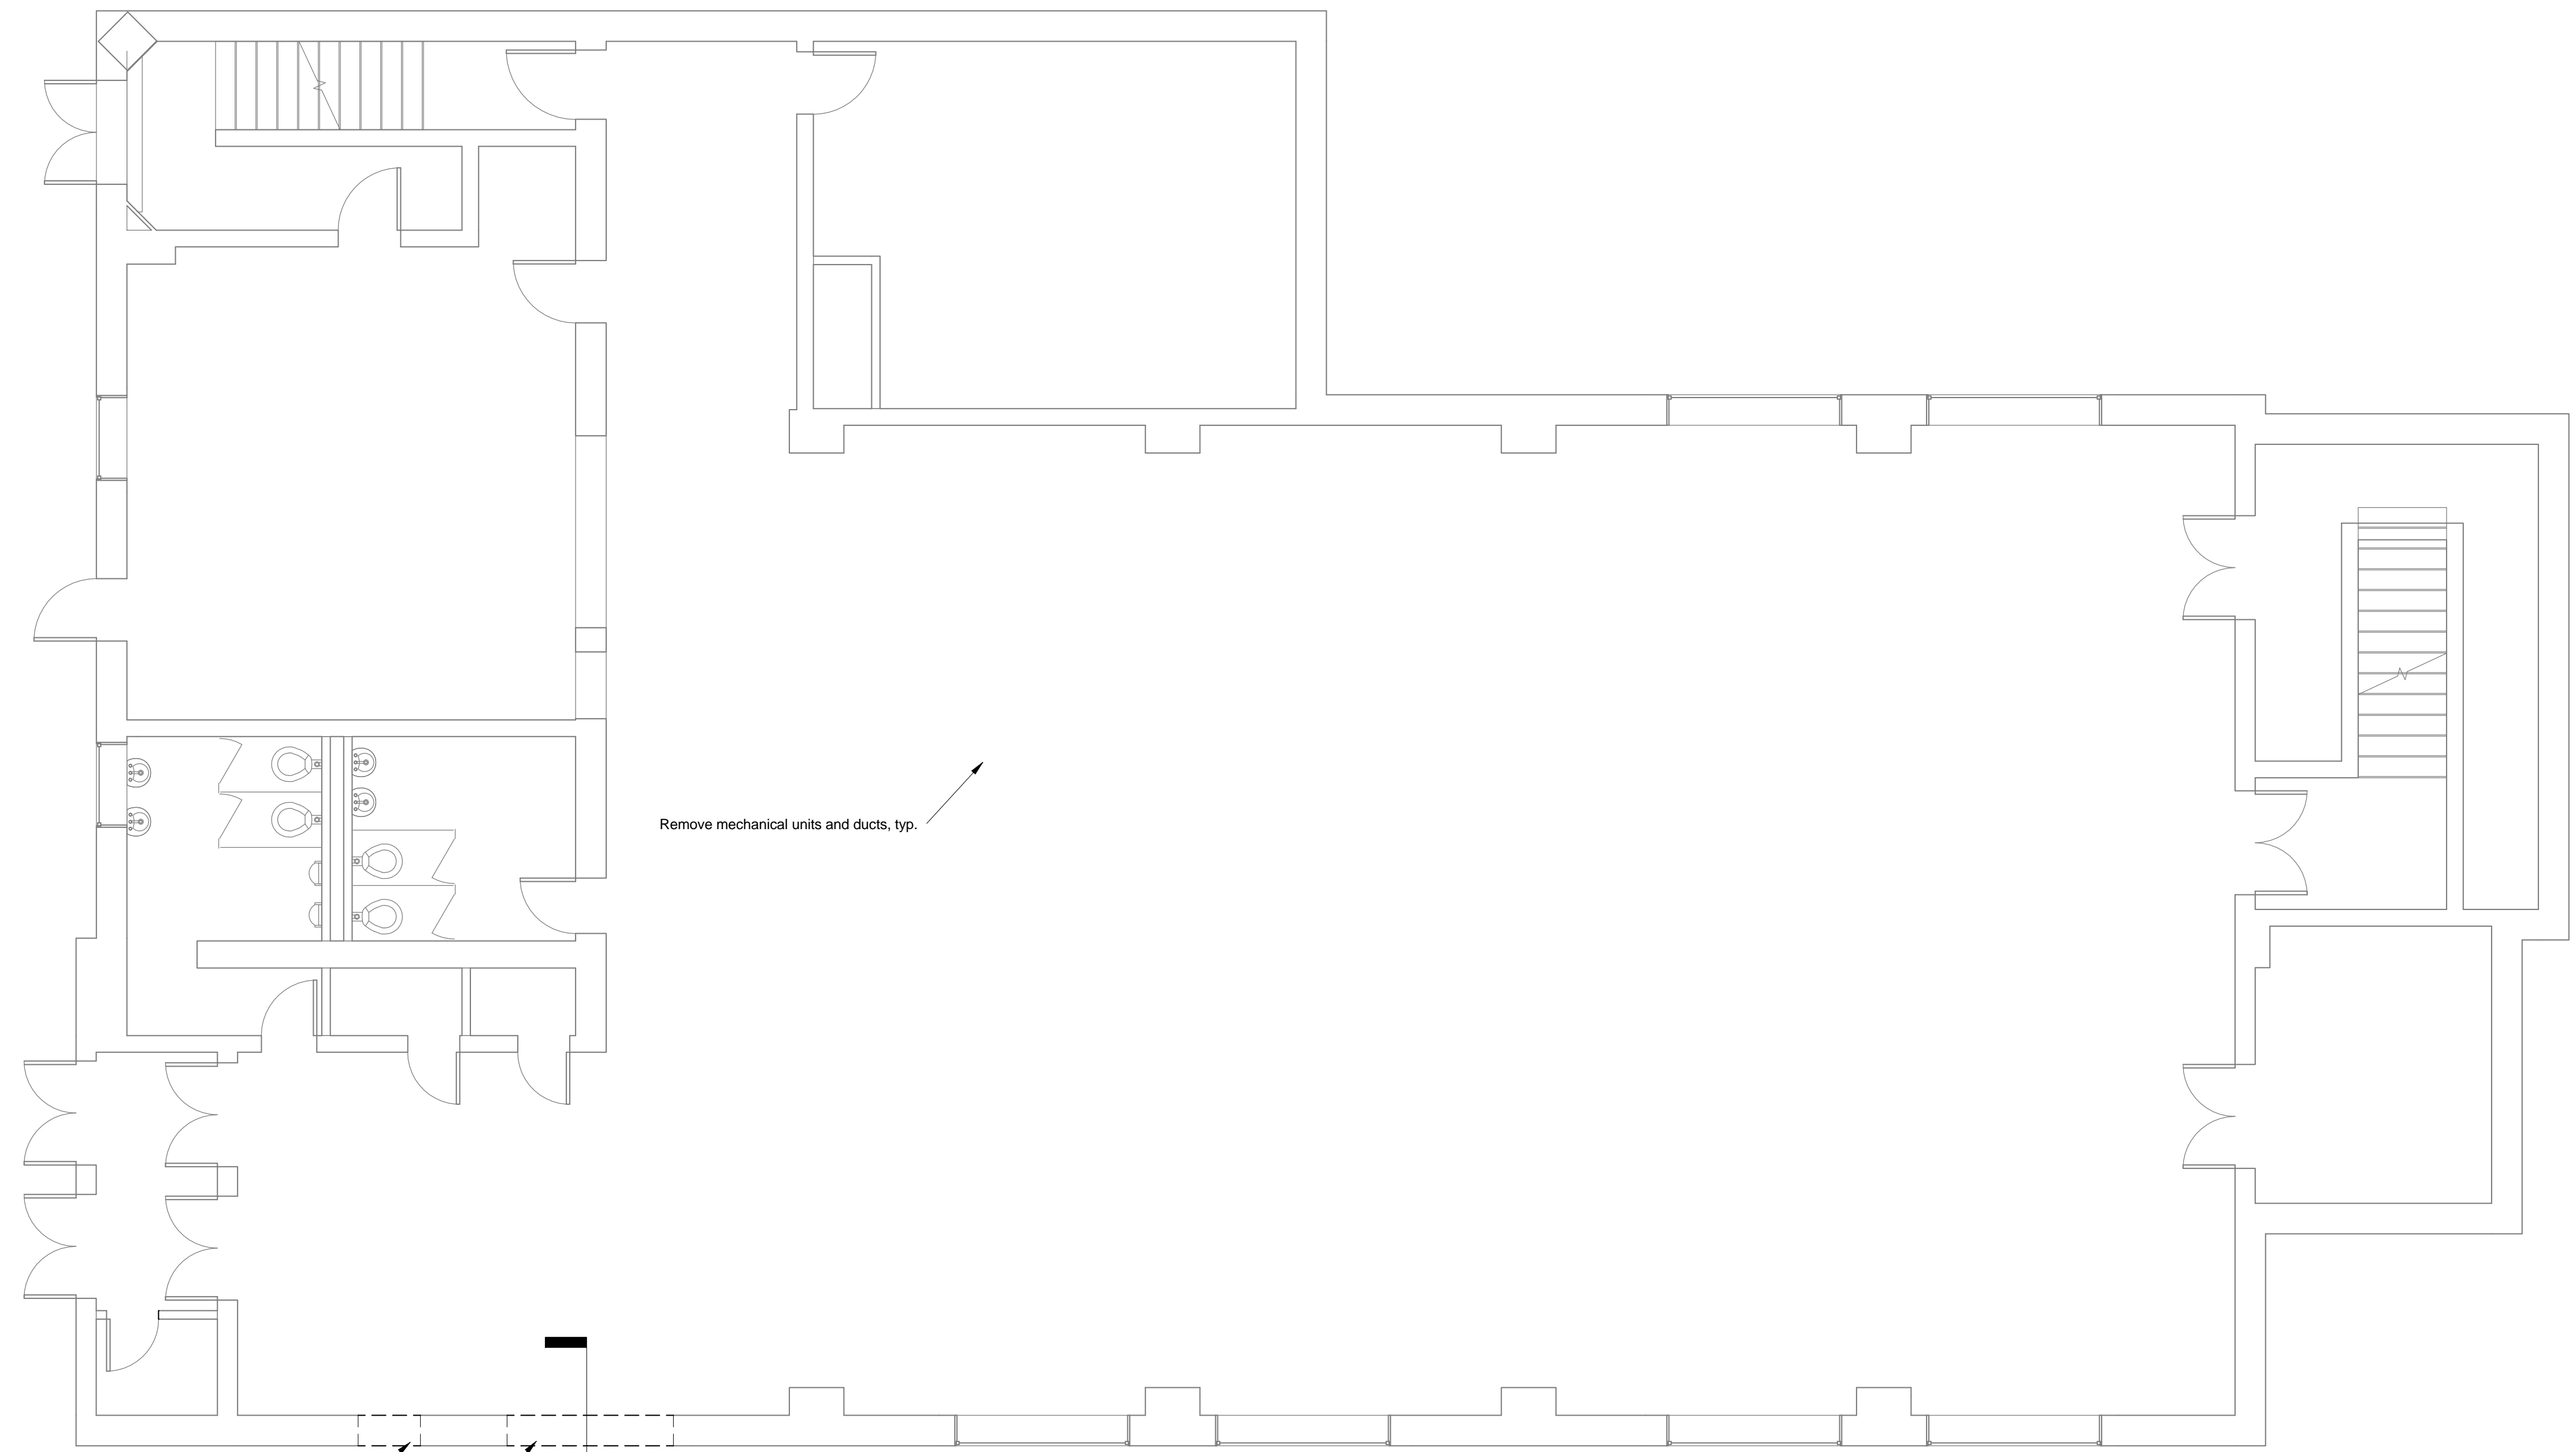 Remove mechanical units and ducts, typ.